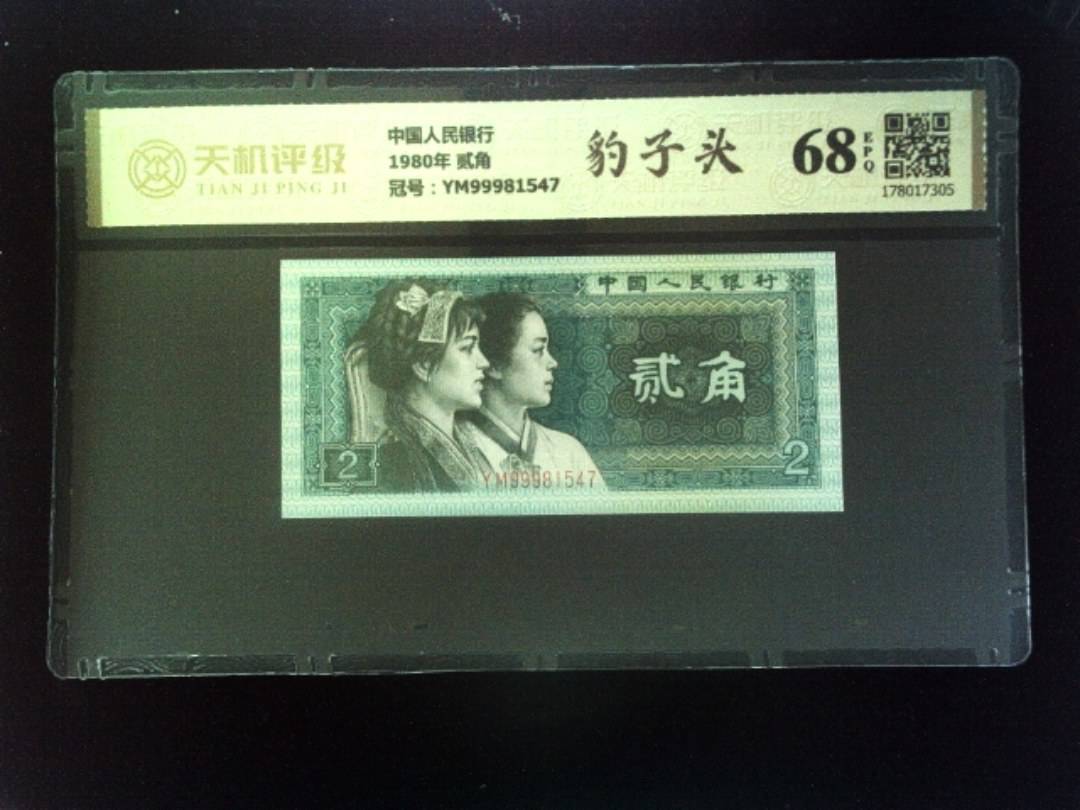 天机评级
TIAN JI PING JI
中国人民银行
1980年 贰角
冠号：YM99981547
豹子头
68
EPQ
178017305
中国人民银行
贰角
2
2
YM99981547